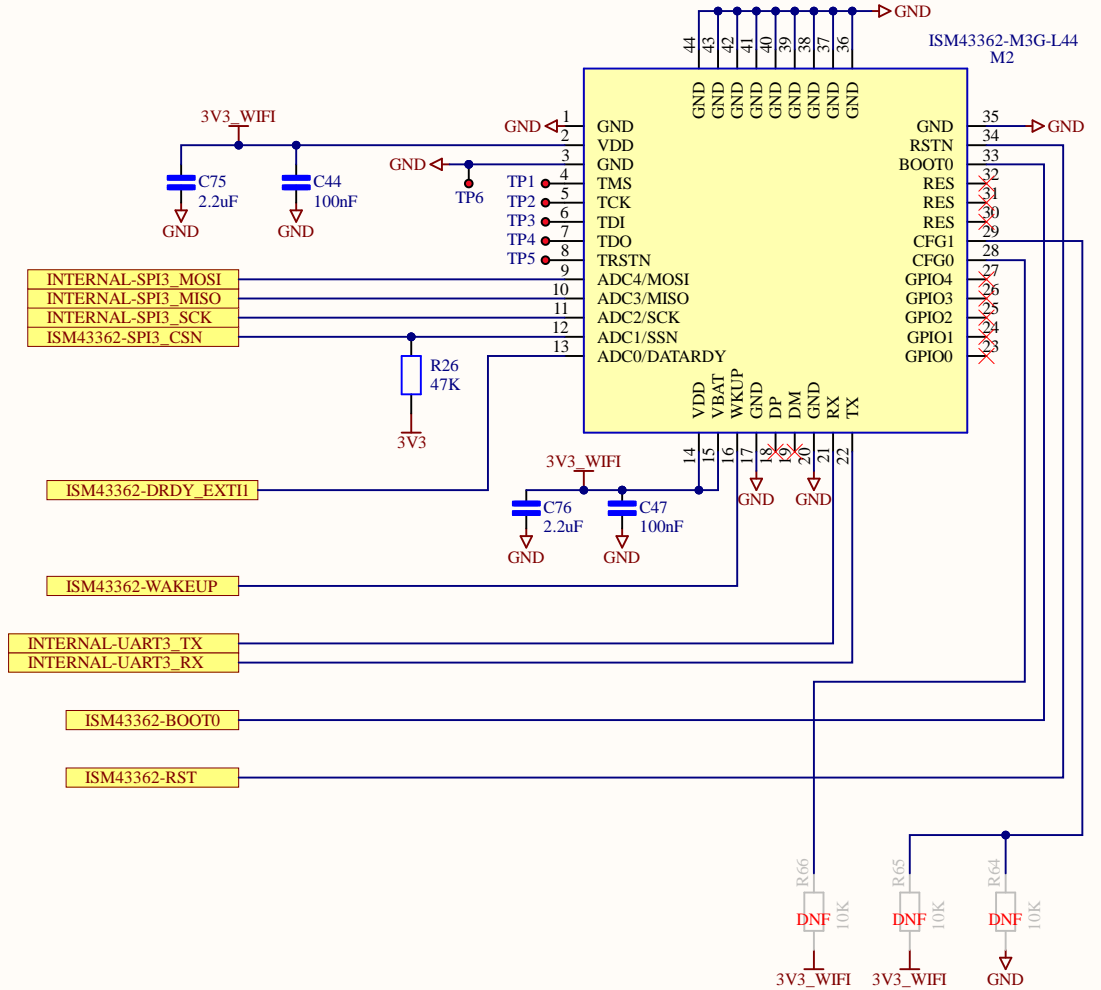 GND
ISM43362-M3G-L44
M2
44 43 42 41 40 39 38 37 36
GND GND GND GND GND GND GND GND GND
3V3_WIFI
C75
2.2uF
GND
C44
100nF
GND
GND 1 GND
2 VDD
GND 3 GND
TP6
TP1 4 TMS
TP2 5 TCK
TP3 6 TDI
TP4 7 TDO
TP5 8 TRSTN
INTERNAL-SPI3_MOSI 9 ADC4/MOSI
INTERNAL-SPI3_MISO 10 ADC3/MISO
INTERNAL-SPI3_SCK 11 ADC2/SCK
ISM43362-SPI3_CSN 12 ADC1/SSN
13 ADC0/DATARDY
GND 35 GND
RSTN 34
BOOT0 33
RES 32
RES 31
RES 30
CFG1 29
CFG0 28
GPIO4 27
GPIO3 26
GPIO2 25
GPIO1 24
GPIO0 23
R26
47K
3V3
VDD VBAT WKUP GND DP DM GND RX TX
14 15 16 17 18 19 20 21 22
3V3_WIFI
GND GND
ISM43362-DRDY_EXTI1
C76
2.2uF
GND
C47
100nF
GND
ISM43362-WAKEUP
INTERNAL-UART3_TX
INTERNAL-UART3_RX
ISM43362-BOOT0
ISM43362-RST
R66 R65 R64
DNF 10K DNF 10K DNF 10K
3V3_WIFI 3V3_WIFI GND